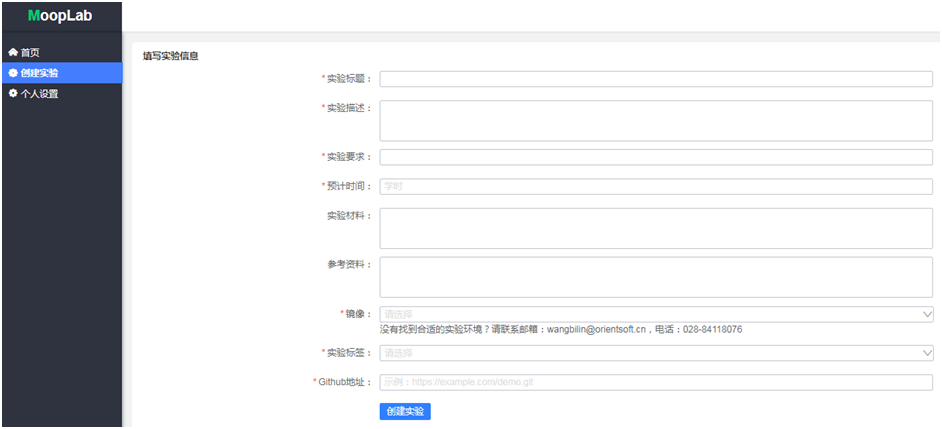 MoopLab
首页
创建实验
个人设置
填写实验信息
*实验标题：
*实验描述：
*实验要求：
*预计时间： 学时
实验材料：
参考资料：
*镜像： 请选择
没有找到合适的实验环境？请联系邮箱：wangbilin@orientsoft.cn，电话：028-84118076
*实验标签： 请选择
*Github地址： 示例：https://example.com/demo.git
创建实验